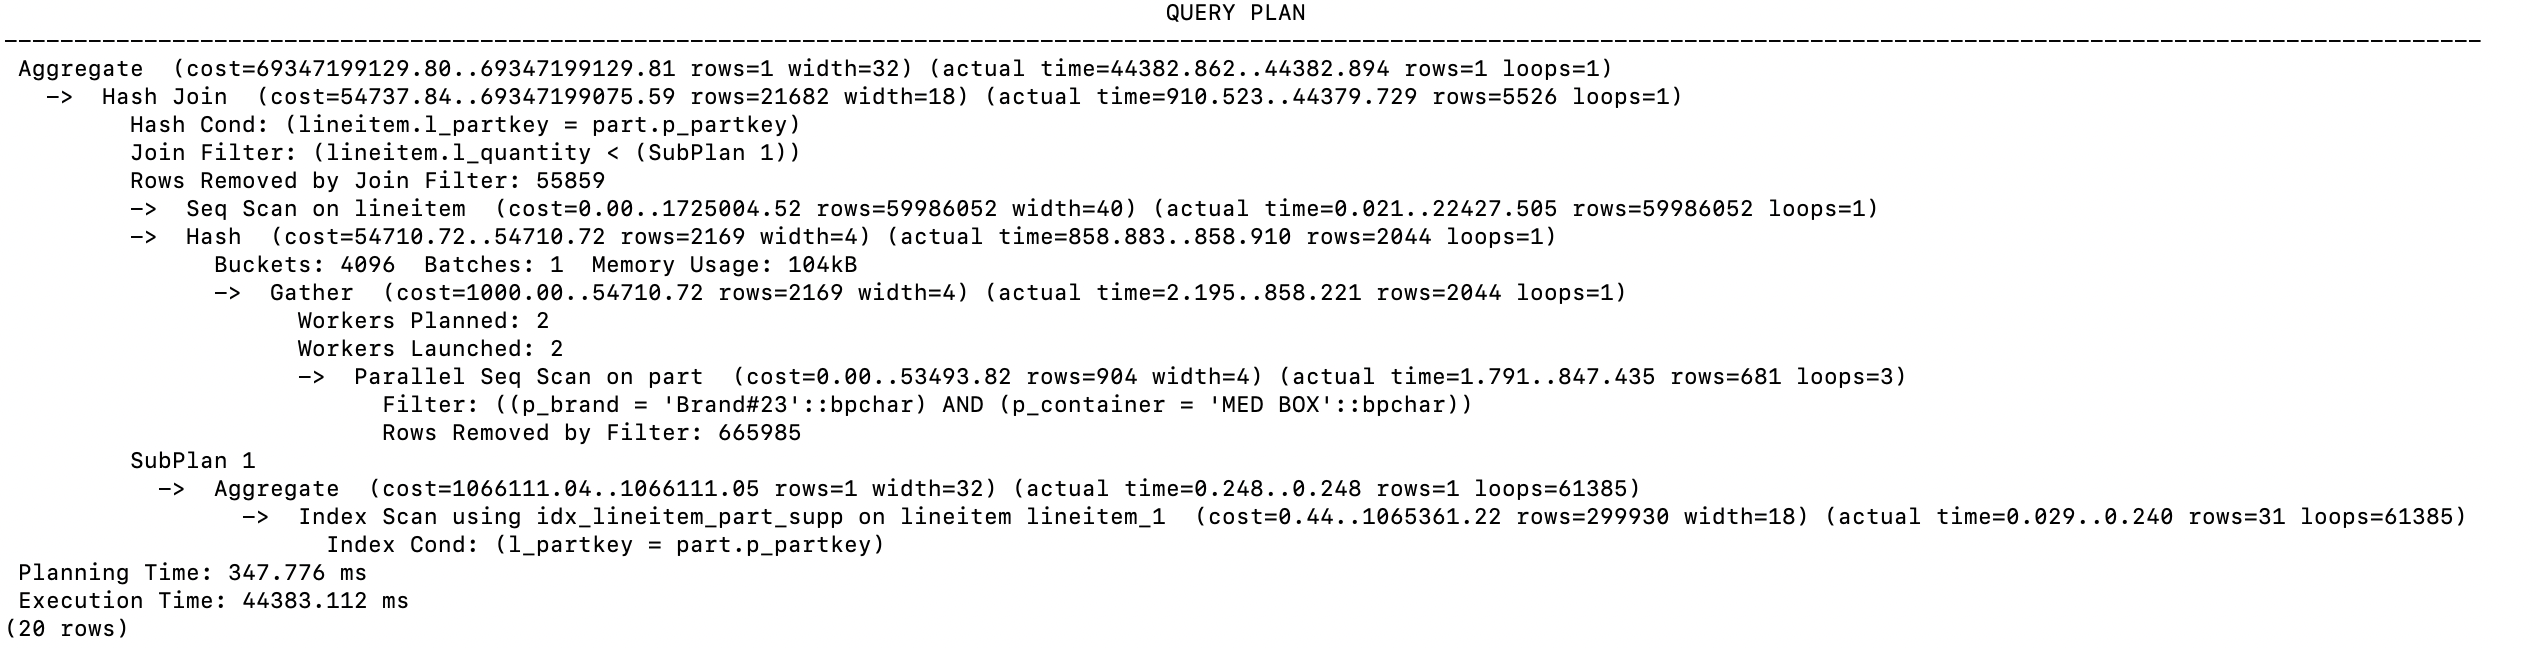 QUERY PLAN
--------------------------------------------------------------------------------------------------------------------------------------------------------------------------------
Aggregate  (cost=69347199129.80..69347199129.81 rows=1 width=32) (actual time=44382.862..44382.894 rows=1 loops=1)
  ->  Hash Join  (cost=54737.84..69347199075.59 rows=21682 width=18) (actual time=910.523..44379.729 rows=5526 loops=1)
        Hash Cond: (lineitem.l_partkey = part.p_partkey)
        Join Filter: (lineitem.l_quantity < (SubPlan 1))
        Rows Removed by Join Filter: 55859
        ->  Seq Scan on lineitem  (cost=0.00..1725004.52 rows=59986052 width=40) (actual time=0.021..22427.505 rows=59986052 loops=1)
        ->  Hash  (cost=54710.72..54710.72 rows=2169 width=4) (actual time=858.883..858.910 rows=2044 loops=1)
              Buckets: 4096  Batches: 1  Memory Usage: 104kB
              ->  Gather  (cost=1000.00..54710.72 rows=2169 width=4) (actual time=2.195..858.221 rows=2044 loops=1)
                    Workers Planned: 2
                    Workers Launched: 2
                    ->  Parallel Seq Scan on part  (cost=0.00..53493.82 rows=904 width=4) (actual time=1.791..847.435 rows=681 loops=3)
                          Filter: ((p_brand = 'Brand#23'::bpchar) AND (p_container = 'MED BOX'::bpchar))
                          Rows Removed by Filter: 665985
        SubPlan 1
          ->  Aggregate  (cost=1066111.04..1066111.05 rows=1 width=32) (actual time=0.248..0.248 rows=1 loops=61385)
                ->  Index Scan using idx_lineitem_part_supp on lineitem lineitem_1  (cost=0.44..1065361.22 rows=299930 width=18) (actual time=0.029..0.240 rows=31 loops=61385)
                      Index Cond: (l_partkey = part.p_partkey)
Planning Time: 347.776 ms
Execution Time: 44383.112 ms
(20 rows)